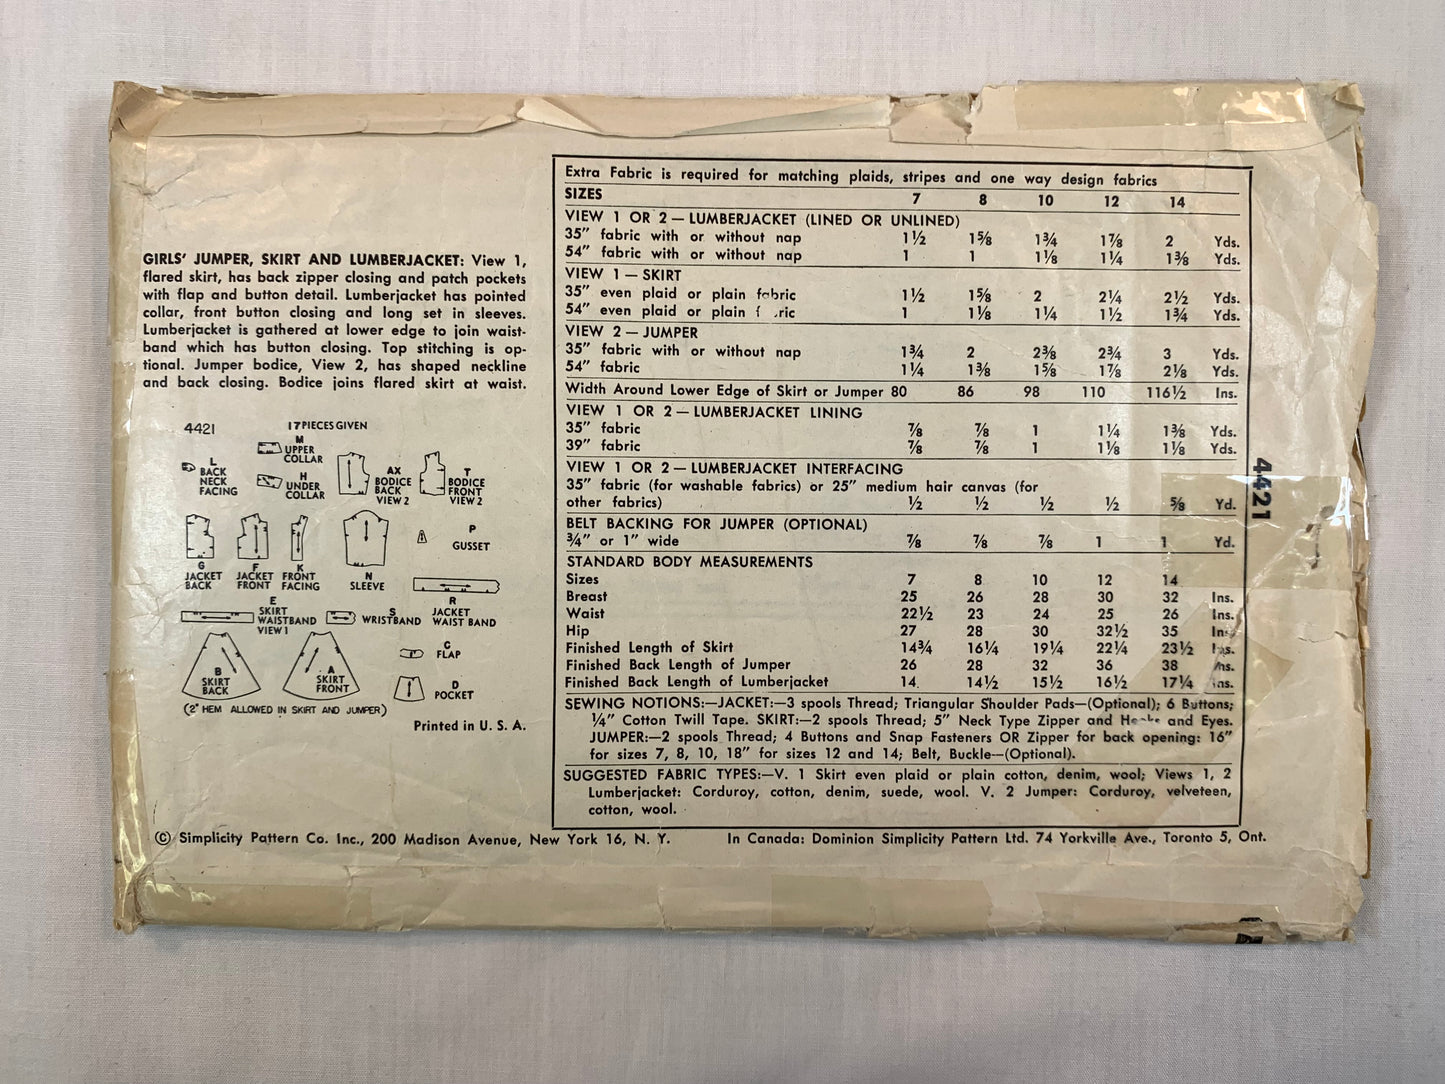 GIRLS' JUMPER, SKIRT AND LUMBERJACKET: View 1,
flared skirt, has back zipper closing and patch pockets
with flap and button detail. Lumberjacket has pointed
collar, front button closing and long set in sleeves.
Lumberjacket is gathered at lower edge to join waist-
band which has button closing. Top stitching is op-
tional. Jumper bodice, View 2, has shaped neckline
and back closing. Bodice joins flared skirt at waist.
4421 17 PIECES GIVEN
M
UPPER
COLLAR
L
BACK
NECK
FACING
H
UNDER
COLLAR
AX
BODICE
BACK
VIEW 2
T
BODICE
FRONT
VIEW 2
G
JACKET
BACK
F
JACKET
FRONT
K
FRONT
FACING
N
SLEEVE
P
GUSSET
E
SKIRT
WAISTBAND
VIEW 1
S
WRISTBAND
R
JACKET
WAIST BAND
B
SKIRT
BACK
A
SKIRT
FRONT
C
FLAP
D
POCKET
(2" HEM ALLOWED IN SKIRT AND JUMPER)
Printed in U. S. A.
Extra Fabric is required for matching plaids, stripes and one way design fabrics
SIZES 7 8 10 12 14
VIEW 1 OR 2 — LUMBERJACKET (LINED OR UNLINED)
35" fabric with or without nap 1½ 1⅝ 1¾ 1⅞ 2 Yds.
54" fabric with or without nap 1 1 1⅛ 1¼ 1⅜ Yds.
VIEW 1 — SKIRT
35" even plaid or plain fabric 1½ 1⅝ 2 2¼ 2½ Yds.
54" even plaid or plain f ric 1 1⅛ 1¼ 1½ 1¾ Yds.
VIEW 2 — JUMPER
35" fabric with or without nap 1¾ 2 2⅜ 2¾ 3 Yds.
54" fabric 1¼ 1⅜ 1⅝ 1⅞ 2⅛ Yds.
Width Around Lower Edge of Skirt or Jumper 80 86 98 110 116½ Ins.
VIEW 1 OR 2 — LUMBERJACKET LINING
35" fabric ⅞ ⅞ 1 1¼ 1⅜ Yds.
39" fabric ⅞ ⅞ 1 1⅛ 1⅛ Yds.
VIEW 1 OR 2 — LUMBERJACKET INTERFACING
35" fabric (for washable fabrics) or 25" medium hair canvas (for
other fabrics) ½ ½ ½ ½ ⅝ Yd.
BELT BACKING FOR JUMPER (OPTIONAL)
¾" or 1" wide ⅞ ⅞ ⅞ 1 1 Yd.
STANDARD BODY MEASUREMENTS
Sizes 7 8 10 12 14
Breast 25 26 28 30 32 Ins.
Waist 22½ 23 24 25 26 Ins.
Hip 27 28 30 32½ 35 Ins.
Finished Length of Skirt 14¾ 16¼ 19¼ 22¼ 23½ Ins.
Finished Back Length of Jumper 26 28 32 36 38 Ins.
Finished Back Length of Lumberjacket 14 14½ 15½ 16½ 17¼ Ins.
SEWING NOTIONS:—JACKET:—3 spools Thread; Triangular Shoulder Pads—(Optional); 6 Buttons;
¼" Cotton Twill Tape. SKIRT:—2 spools Thread; 5" Neck Type Zipper and Hooks and Eyes.
JUMPER:—2 spools Thread; 4 Buttons and Snap Fasteners OR Zipper for back opening: 16"
for sizes 7, 8, 10, 18" for sizes 12 and 14; Belt, Buckle—(Optional).
SUGGESTED FABRIC TYPES:—V. 1 Skirt even plaid or plain cotton, denim, wool; Views 1, 2
Lumberjacket: Corduroy, cotton, denim, suede, wool. V. 2 Jumper: Corduroy, velveteen,
cotton, wool.
4421
© Simplicity Pattern Co. Inc., 200 Madison Avenue, New York 16, N. Y. In Canada: Dominion Simplicity Pattern Ltd. 74 Yorkville Ave., Toronto 5, Ont.